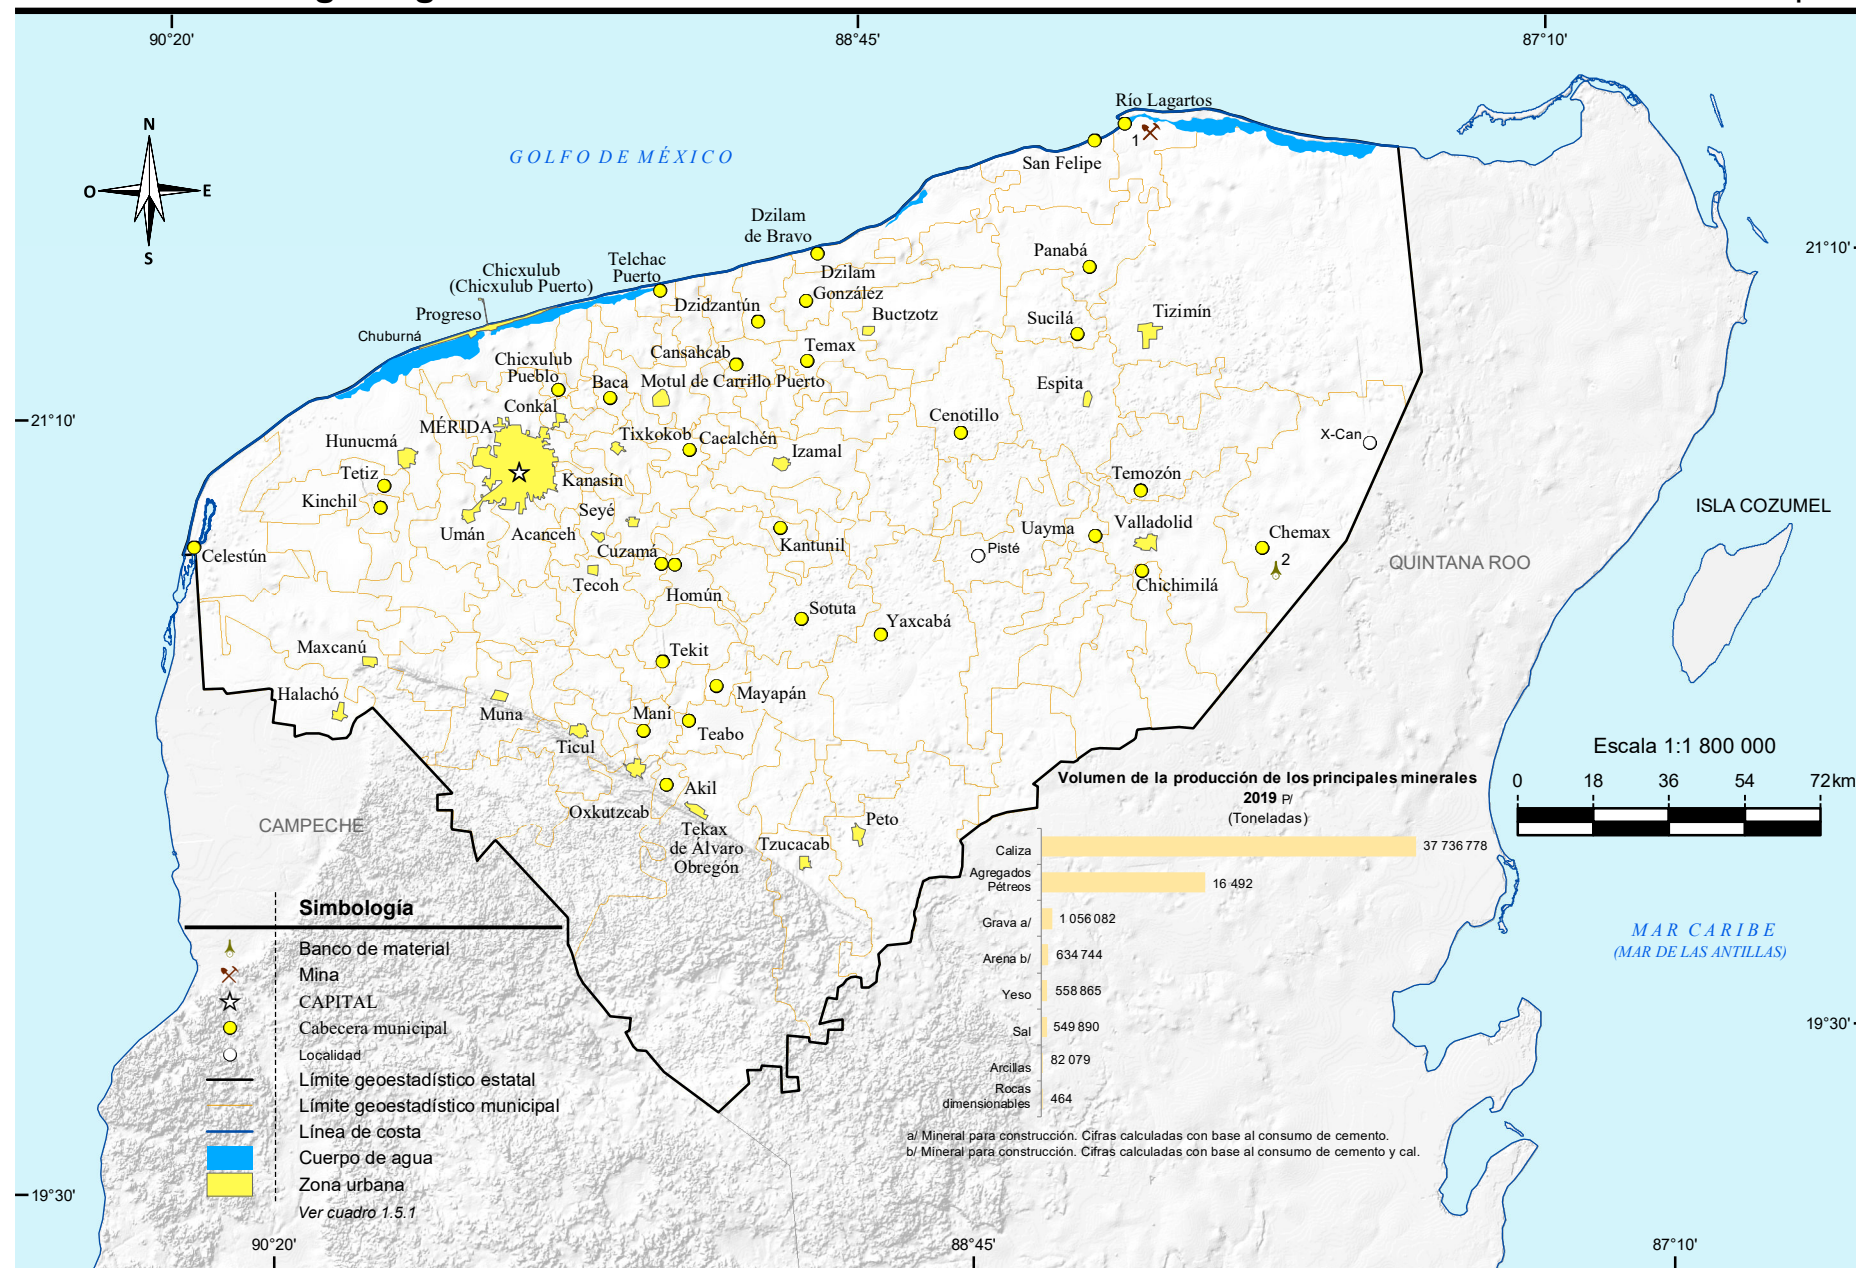 90°20'
88°45'
87°10'
N
O
E
S
GOLFO DE MÉXICO
Río Lagartos
1
San Felipe
Dzilam
de Bravo
21°10'
Panabá
Telchac
Puerto
Chicxulub
(Chicxulub Puerto)
Dzilam
González
Dzidzantún
Progreso
Buctzotz
Tizimín
Sucilá
Chuburná
Cansahcab
Temax
Chicxulub
Pueblo
Baca
Motul de Carrillo Puerto
Espita
Conkal
Cenotillo
21°10'
MÉRIDA
Hunucmá
Tixkokob
Cacalchén
X-Can
Izamal
Tetiz
Kanasín
Temozón
Kinchil
Seyé
ISLA COZUMEL
Umán
Acanceh
Uayma
Valladolid
Chemax
2
Kantunil
Pisté
Celestún
Cuzamá
QUINTANA ROO
Tecoh
Homún
Chichimilá
Sotuta
Yaxcabá
Maxcanú
Tekit
Halachó
Mayapán
Muna
Maní
Teabo
Ticul
Escala 1:1 800 000
0 18 36 54 72 km
Akil
Oxkutzcab
CAMPECHE
Peto
Tekax
de Álvaro
Obregón
Tzucacab
Volumen de la producción de los principales minerales
2019 P/
(Toneladas)
Caliza 37 736 778
Agregados
Pétreos 16 492
Grava a/ 1 056 082
Arena b/ 634 744
Yeso 558 865
Sal 549 890
Arcillas 82 079
Rocas
dimensionables 464
a/ Mineral para construcción. Cifras calculadas con base al consumo de cemento.
b/ Mineral para construcción. Cifras calculadas con base al consumo de cemento y cal.
MAR CARIBE
(MAR DE LAS ANTILLAS)
19°30'
Simbología
Banco de material
Mina
CAPITAL
Cabecera municipal
Localidad
Límite geoestadístico estatal
Límite geoestadístico municipal
Línea de costa
Cuerpo de agua
Zona urbana
Ver cuadro 1.5.1
19°30'
90°20'
88°45'
87°10'